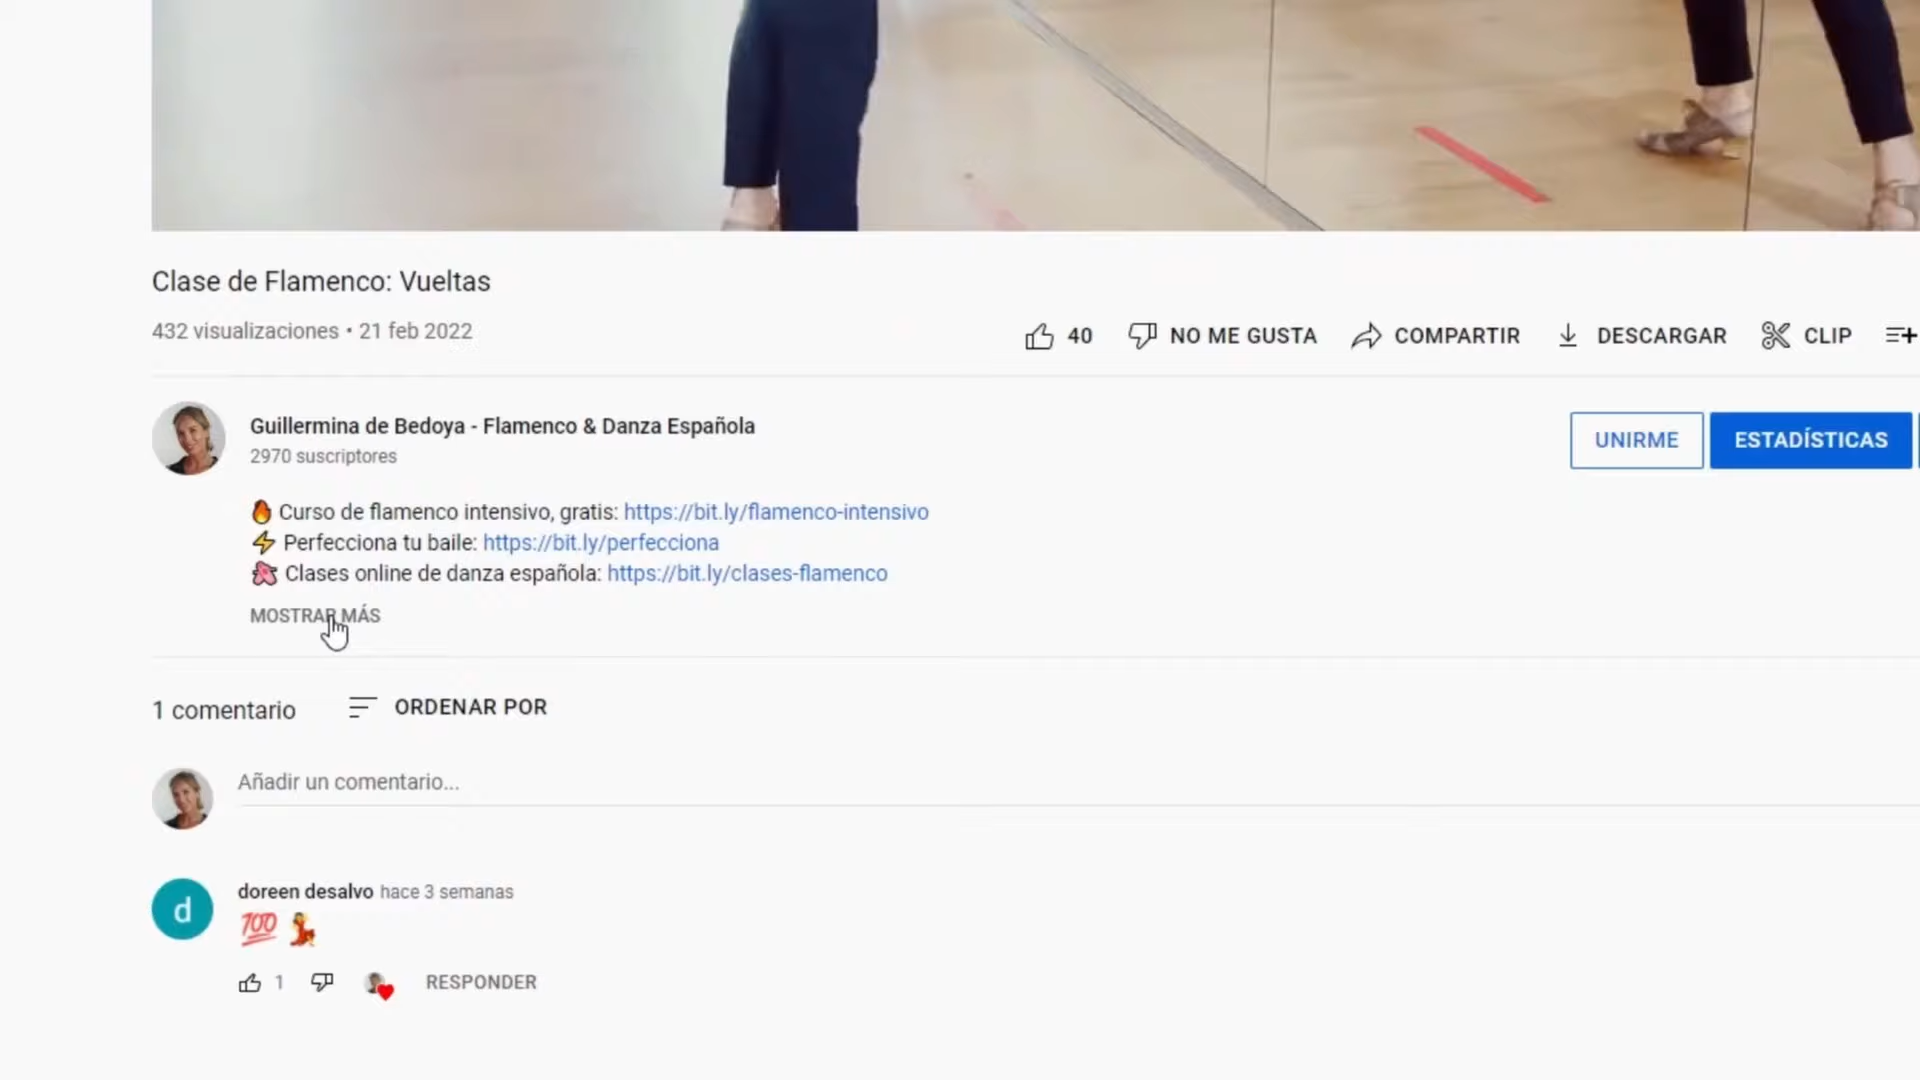 Clase de Flamenco: Vueltas
432 visualizaciones • 21 feb 2022
40 NO ME GUSTA COMPARTIR DESCARGAR CLIP
Guillermina de Bedoya - Flamenco & Danza Española
2970 suscriptores
UNIRME ESTADÍSTICAS
🔥 Curso de flamenco intensivo, gratis: https://bit.ly/flamenco-intensivo
⚡ Perfecciona tu baile: https://bit.ly/perfecciona
🌺 Clases online de danza española: https://bit.ly/clases-flamenco
MOSTRAR MÁS
1 comentario ORDENAR POR
Añadir un comentario...
d
doreen desalvo hace 3 semanas
💯 💃
1 RESPONDER